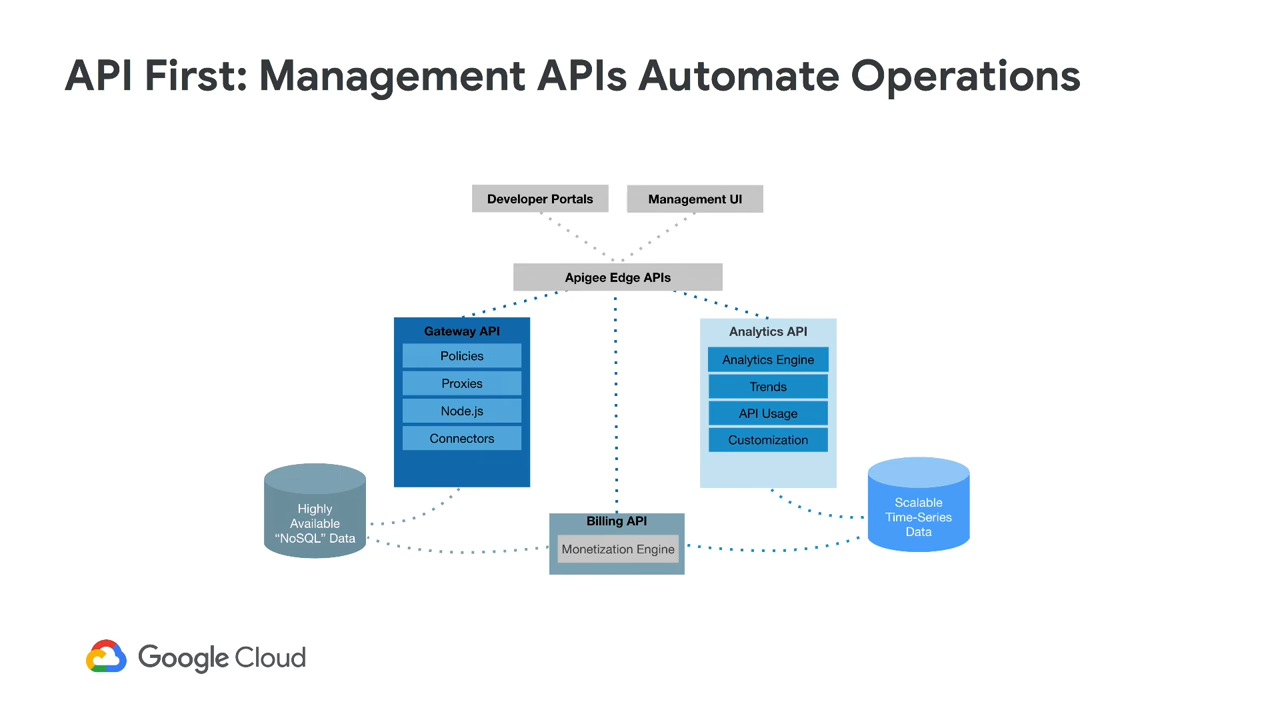 API First: Management APIs Automate Operations
Developer Portals
Management UI
Apigee Edge APIs
Gateway API
Policies
Proxies
Node.js
Connectors
Analytics API
Analytics Engine
Trends
API Usage
Customization
Highly
Available
“NoSQL” Data
Billing API
Monetization Engine
Scalable
Time-Series
Data
Google Cloud